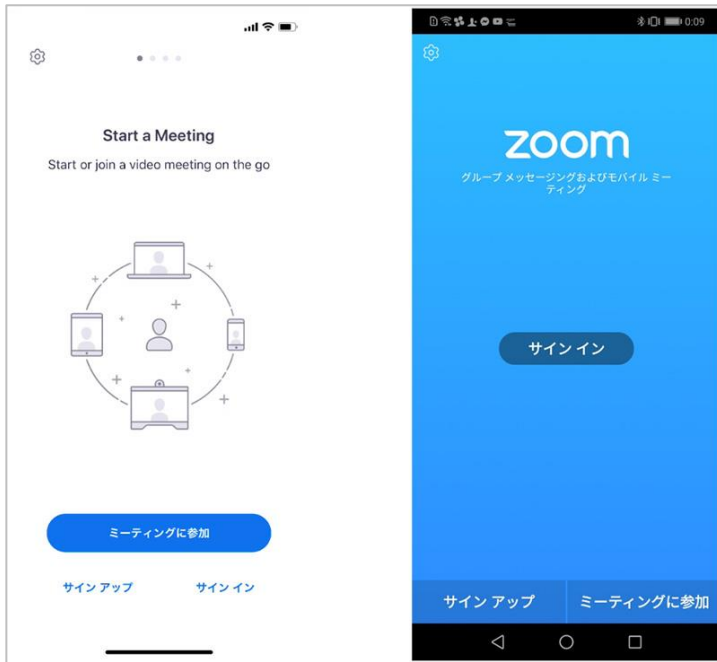 Start a Meeting
Start or join a video meeting on the go
ミーティングに参加
サイン アップ
サイン イン
0:09
zoom
グループ メッセージングおよびモバイル ミー
ティング
サイン イン
サイン アップ
ミーティングに参加